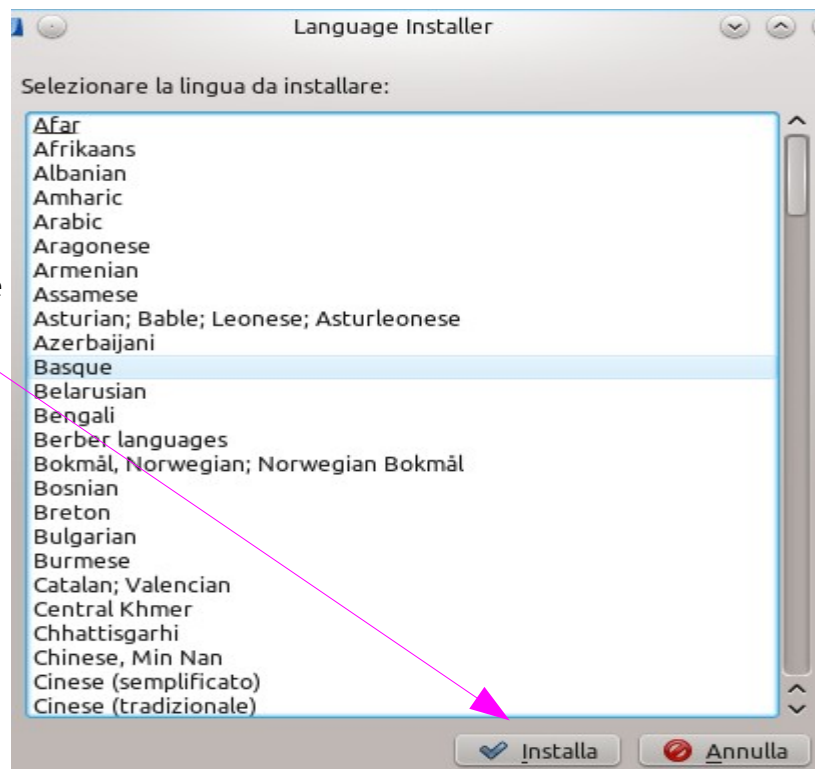 Language Installer
Selezionare la lingua da installare:
Afar
Afrikaans
Albanian
Amharic
Arabic
Aragonese
Armenian
Assamese
Asturian; Bable; Leonese; Asturleonese
Azerbaijani
Basque
Belarusian
Bengali
Berber languages
Bokmål, Norwegian; Norwegian Bokmål
Bosnian
Breton
Bulgarian
Burmese
Catalan; Valencian
Central Khmer
Chhattisgarhi
Chinese, Min Nan
Cinese (semplificato)
Cinese (tradizionale)
Installa Annulla